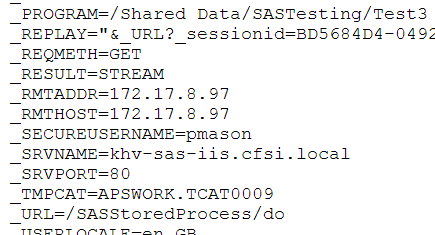 _PROGRAM=/Shared Data/SASTesting/Test3
_REPLAY="&_URL?_sessionid=BD5684D4-0492
_REQMETH=GET
_RESULT=STREAM
_RMTADDR=172.17.8.97
_RMTHOST=172.17.8.97
_SECUREUSERNAME=pmason
_SRVNAME=khv-sas-iis.cfsi.local
_SRVPORT=80
_TMPCAT=APSWORK.TCAT0009
_URL=/SASStoredProcess/do
_USERLOCALE=en_GB